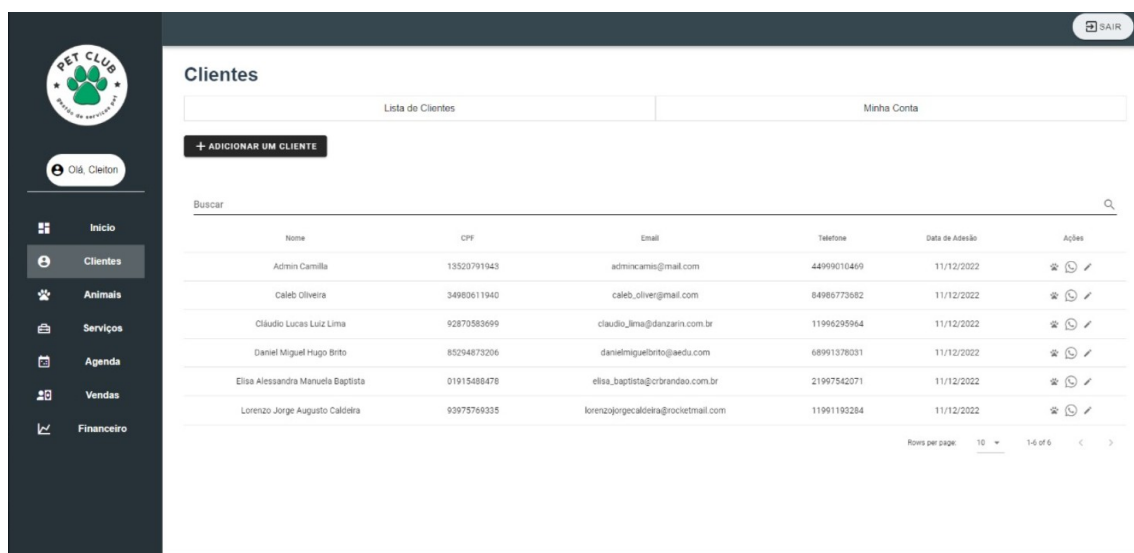 SAIR
PET CLUB
gestão de serviços pet
Olá, Cleiton
Inicio
Clientes
Animais
Serviços
Agenda
Vendas
Financeiro
Clientes
Lista de Clientes Minha Conta
+ ADICIONAR UM CLIENTE
Buscar
Nome CPF Email Telefone Data de Adesão Ações
Admin Camilla 13520791943 admincamis@mail.com 44999010469 11/12/2022
Caleb Oliveira 34980611940 caleb_oliver@mail.com 84986773682 11/12/2022
Cláudio Lucas Luiz Lima 92870583699 claudio_lima@danzarin.com.br 11996295964 11/12/2022
Daniel Miguel Hugo Brito 85294873206 danielmiguelbrito@aedu.com 68991378031 11/12/2022
Elisa Alessandra Manuela Baptista 01915488478 elisa_baptista@crbrandao.com.br 21997542071 11/12/2022
Lorenzo Jorge Augusto Caldeira 93975769335 lorenzojorgecaldeira@rocketmail.com 11991193284 11/12/2022
Rows per page: 10 1-6 of 6